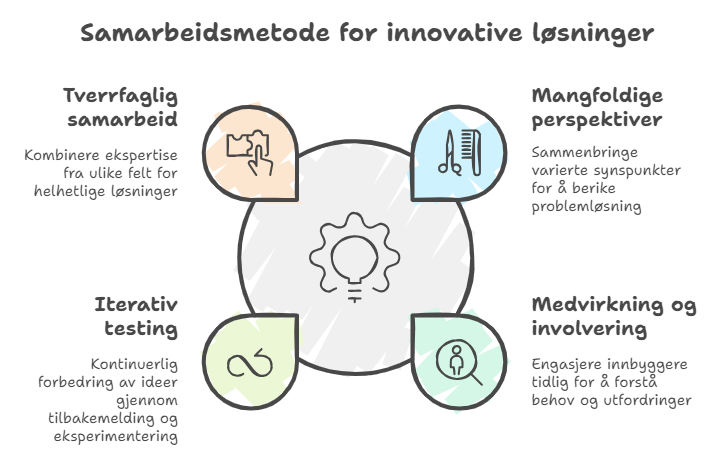 Samarbeidsmetode for innovative løsninger
Tverrfaglig
samarbeid
Kombinere ekspertise
fra ulike felt for
helhetlige løsninger
Mangfoldige
perspektiver
Sammenbringe
varierte synspunkter
for å berike
problemløsning
Iterativ
testing
Kontinuerlig
forbedring av ideer
gjennom
tilbakemelding og
eksperimentering
Medvirkning og
involvering
Engasjere innbyggere
tidlig for å forstå
behov og utfordringer